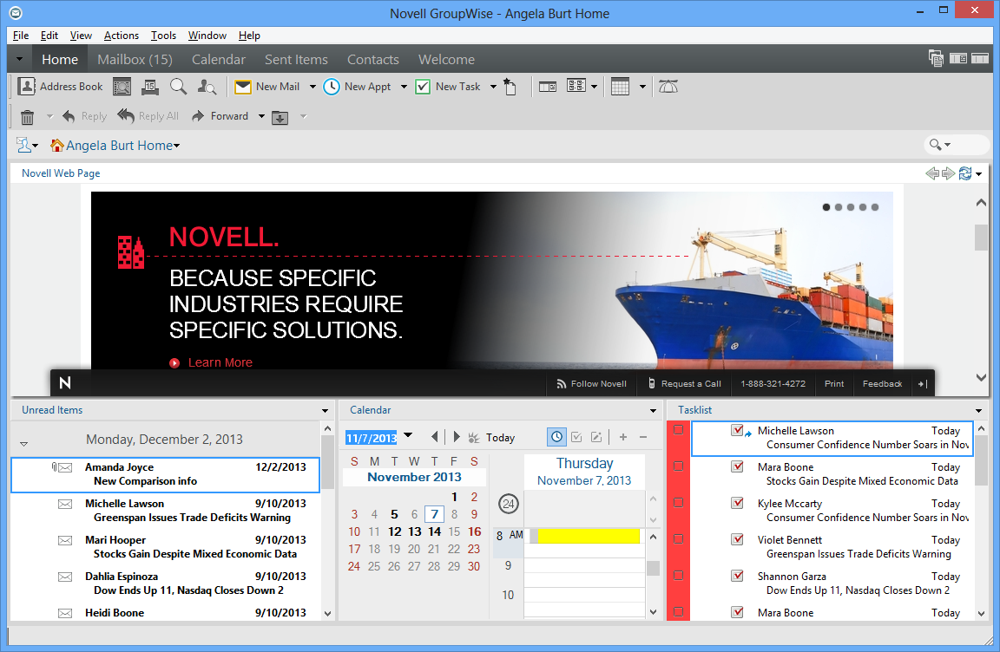 Novell GroupWise - Angela Burt Home
File Edit View Actions Tools Window Help
Home Mailbox (15) Calendar Sent Items Contacts Welcome
Address Book 15 New Mail New Appt New Task
Reply Reply All Forward
Angela Burt Home
Novell Web Page
NOVELL.
BECAUSE SPECIFIC
INDUSTRIES REQUIRE
SPECIFIC SOLUTIONS.
Learn More
N Follow Novell Request a Call 1-888-321-4272 Print Feedback
Unread Items
Monday, December 2, 2013
Amanda Joyce 12/2/2013
New Comparison info
Michelle Lawson 9/10/2013
Greenspan Issues Trade Deficits Warning
Mari Hooper 9/10/2013
Stocks Gain Despite Mixed Economic Data
Dahlia Espinoza 9/10/2013
Dow Ends Up 11, Nasdaq Closes Down 2
Heidi Boone 9/10/2013
Calendar
11/7/2013 Today
S M T W T F S
November 2013
1 2
3 4 5 6 7 8 9
10 11 12 13 14 15 16
17 18 19 20 21 22 23
24 25 26 27 28 29 30
Thursday
November 7, 2013
24
8 AM
9
10
Tasklist
Michelle Lawson Today
Consumer Confidence Number Soars in Nov
Mara Boone Today
Stocks Gain Despite Mixed Economic Data
Kylee Mccarty Today
Consumer Confidence Number Soars in Nov
Violet Bennett Today
Greenspan Issues Trade Deficits Warning
Shannon Garza Today
Dow Ends Up 11, Nasdaq Closes Down 2
Mara Boone Today